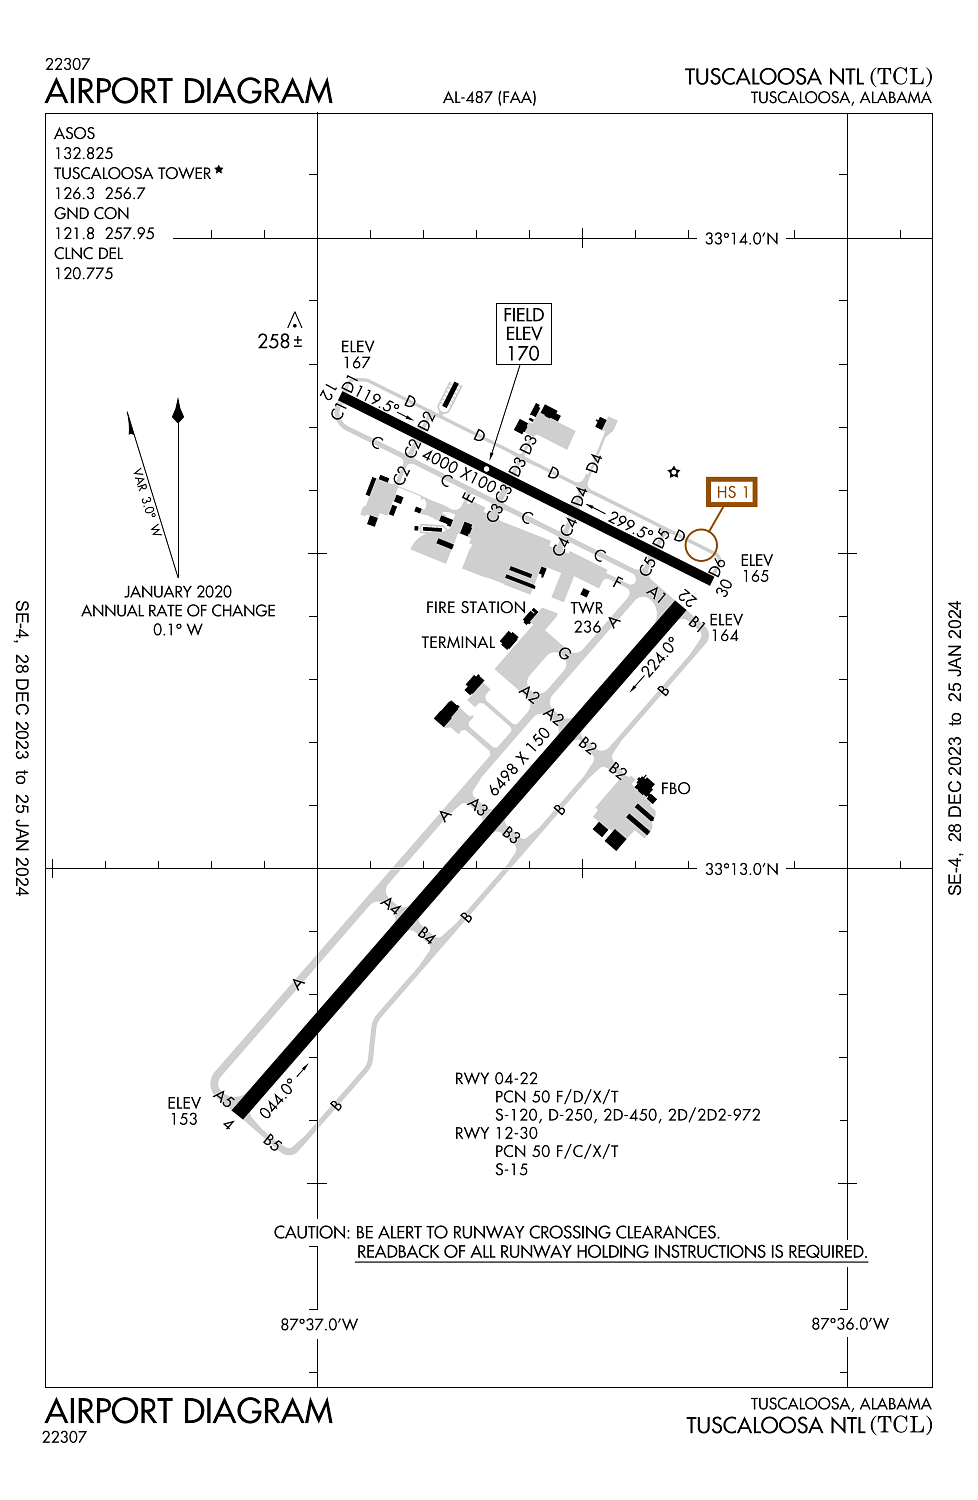 22307
AIRPORT DIAGRAM
AL-487 (FAA)
TUSCALOOSA NTL (TCL)
TUSCALOOSA, ALABAMA
ASOS
132.825
TUSCALOOSA TOWER★
126.3 256.7
GND CON
121.8 257.95
CLNC DEL
120.775
33°14.0'N
258±
FIELD
ELEV
170
ELEV
167
12
D1
C1
119.5°
D
D2
C
C2
C2
D
4000 X100
C
E
D3
D3
C3
C3
D
D4
D4
C
C4
C4
299.5°
D5
D
C5
C
F
HS 1
D6
30
ELEV
165
VAR. 3.0° W
JANUARY 2020
ANNUAL RATE OF CHANGE
0.1° W
FIRE STATION
TERMINAL
TWR
236
A
A1
22
B1
ELEV
164
224.0°
G
B
A2
A2
B2
B2
6498 X 150
FBO
A
A3
B3
B
33°13.0'N
A4
B4
B
A
ELEV
153
A5
4
044.0°
B5
B
RWY 04-22
PCN 50 F/D/X/T
S-120, D-250, 2D-450, 2D/2D2-972
RWY 12-30
PCN 50 F/C/X/T
S-15
CAUTION: BE ALERT TO RUNWAY CROSSING CLEARANCES.
READBACK OF ALL RUNWAY HOLDING INSTRUCTIONS IS REQUIRED.
87°37.0'W
87°36.0'W
SE-4, 28 DEC 2023 to 25 JAN 2024
SE-4, 28 DEC 2023 to 25 JAN 2024
AIRPORT DIAGRAM
22307
TUSCALOOSA, ALABAMA
TUSCALOOSA NTL (TCL)